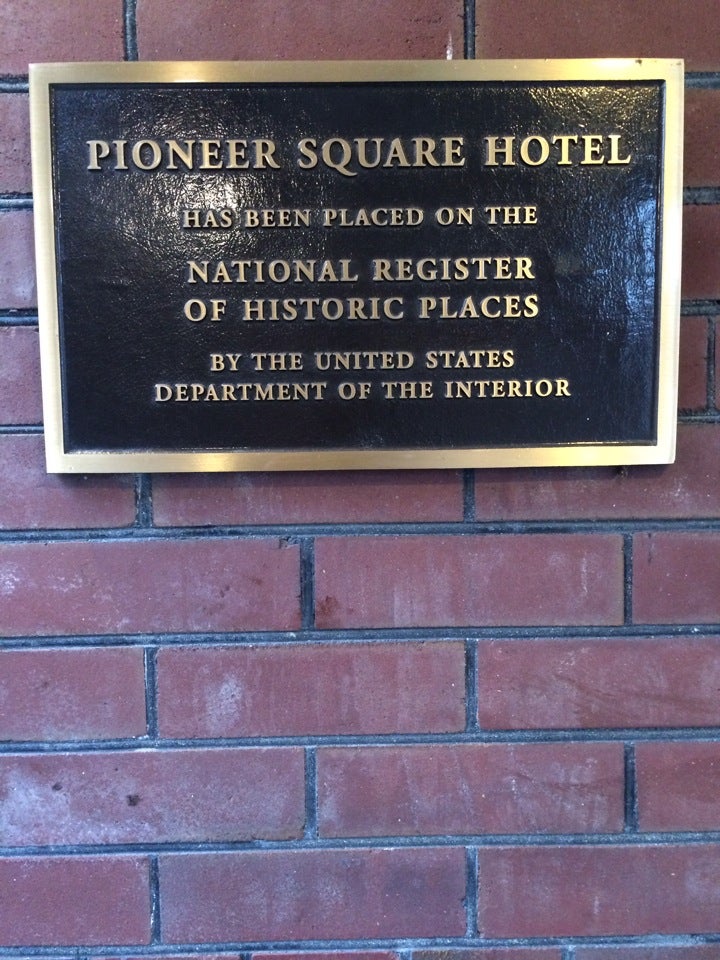 PIONEER SQUARE HOTEL
HAS BEEN PLACED ON THE
NATIONAL REGISTER
OF HISTORIC PLACES
BY THE UNITED STATES
DEPARTMENT OF THE INTERIOR